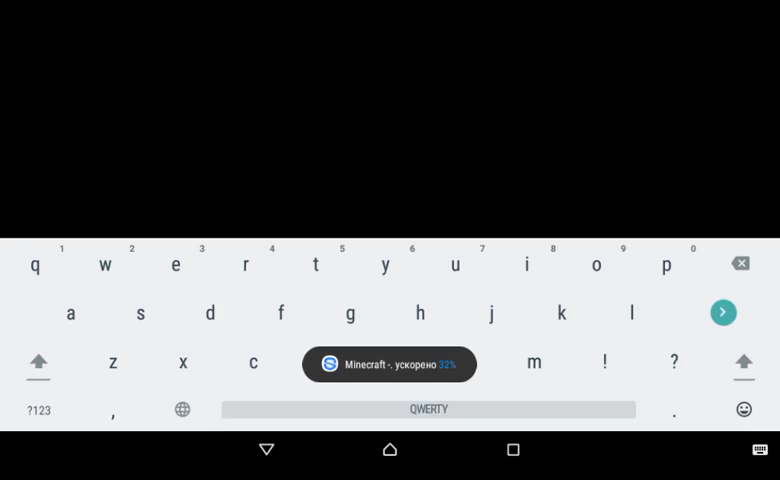 1 2 3 4 5 6 7 8 9 0
q w e r t y u i o p
a s d f g h j k l
z x c m ! ?
Minecraft -. ускорено 32%
?123 , QWERTY .